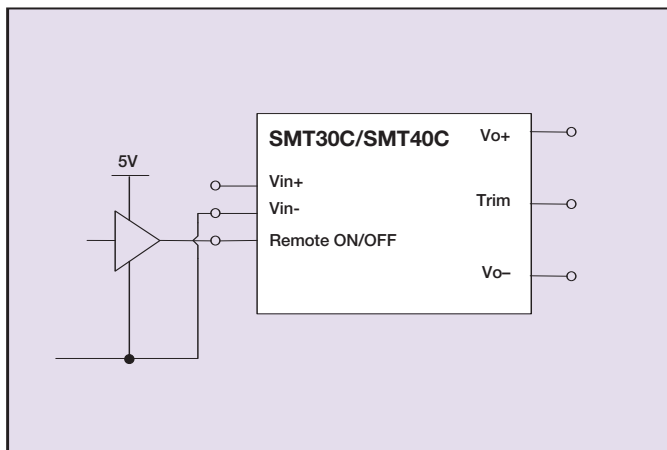 SMT30C/SMT40C
Vo+
5V
Vin+
Vin-
Trim
Remote ON/OFF
Vo–